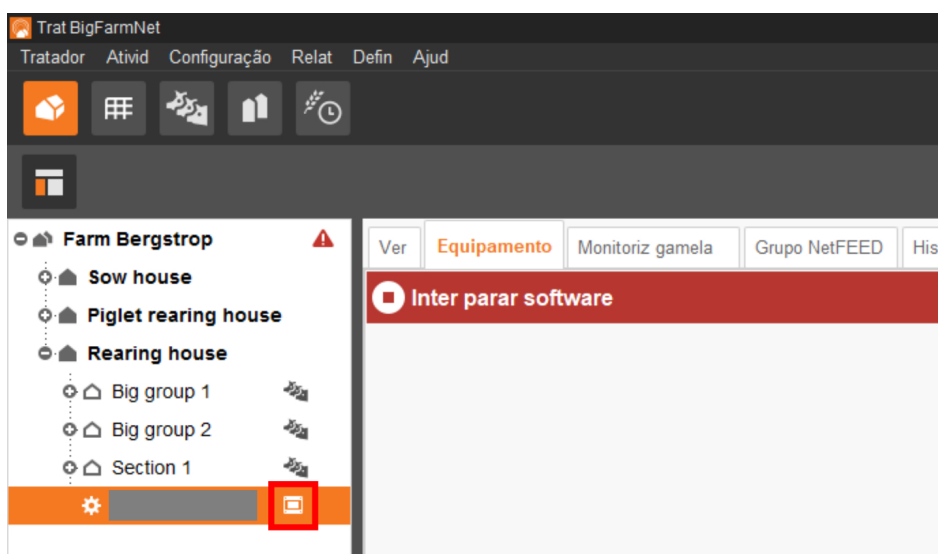 Trat BigFarmNet
Tratador Ativid Configuração Relat Defin Ajud
Farm Bergstrop
Sow house
Piglet rearing house
Rearing house
Big group 1
Big group 2
Section 1
Ver Equipamento Monitoriz gamela Grupo NetFEED His
Inter parar software